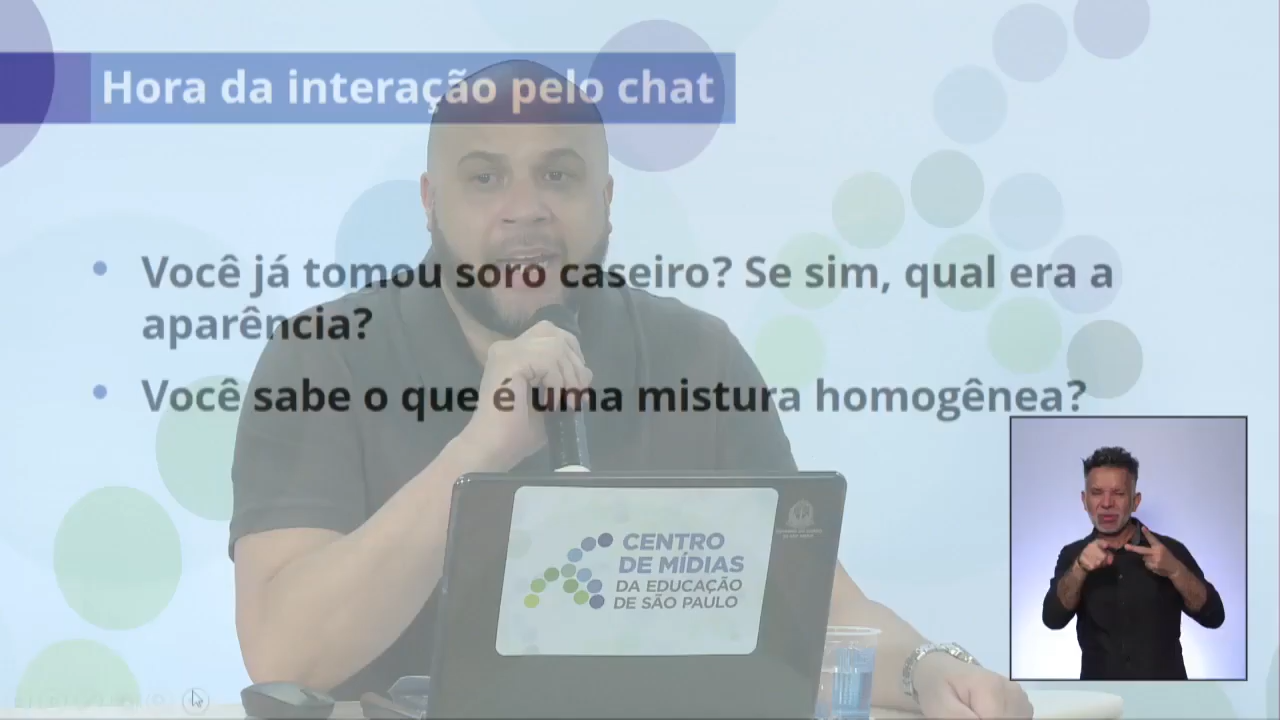 Hora da interação pelo chat
• Você já tomou soro caseiro? Se sim, qual era a
aparência?
• Você sabe o que é uma mistura homogênea?
CENTRO
DE MÍDIAS
DA EDUCAÇÃO
DE SÃO PAULO